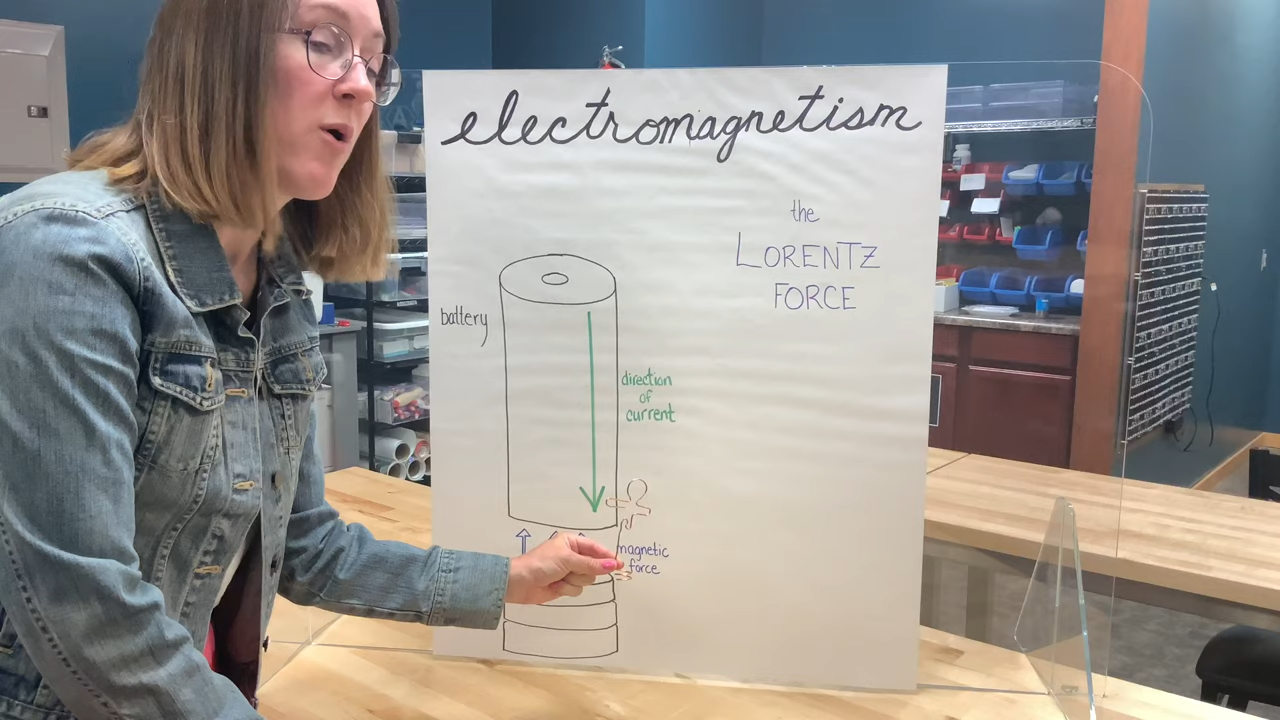 electromagnetism
the
LORENTZ
FORCE
battery
direction
of
current
magnetic
force